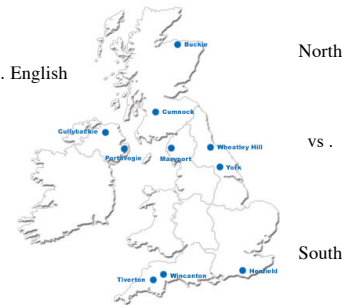 Buckie
North
. English
Cumnock
Cullybackie
vs .
Wheatley Hill
Portavogie
Maryport
York
South
Henfield
Wincanton
Tiverton